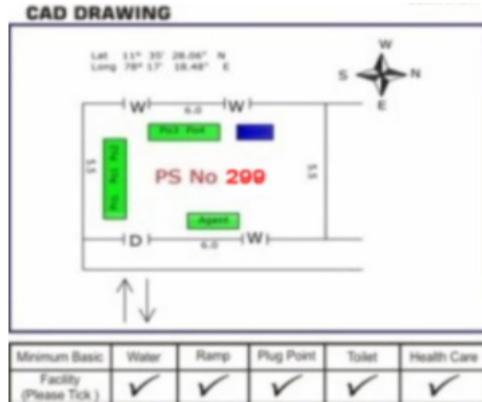 CAD DRAWING
Lat 11° 35' 28.06" N
Long 78° 17' 18.48" E
W
S N
E
W 6.0 W
Po3 Po4
5.5 5.5
PS No 299
Agent
D 6.0 W
Minimum Basic Water Ramp Plug Point Toilet Health Care
Facility
(Please Tick ) ✓ ✓ ✓ ✓ ✓